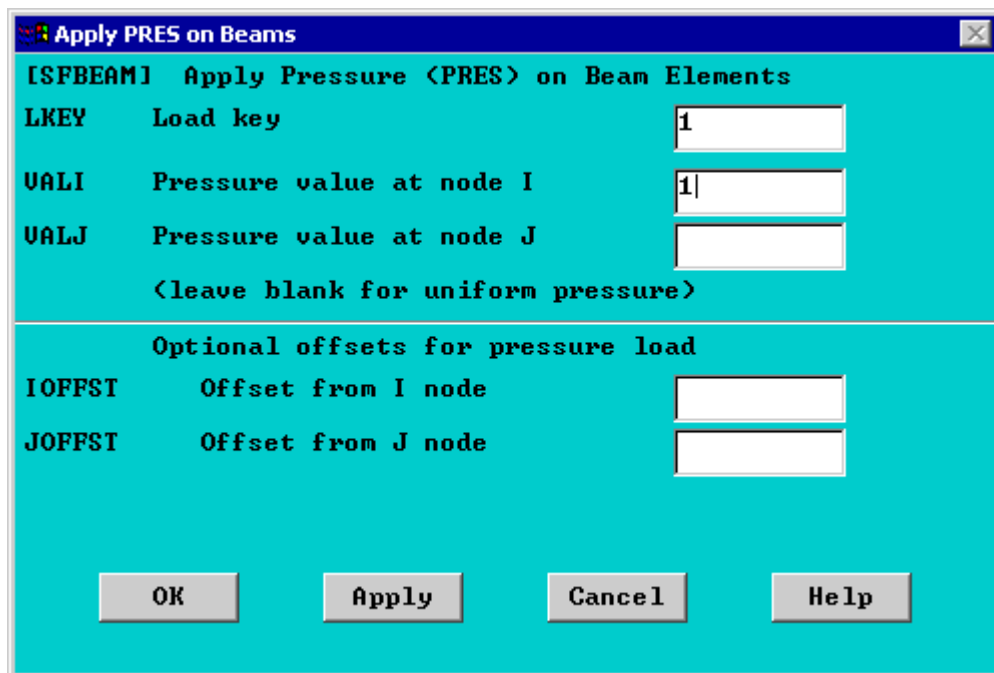 Apply PRES on Beams
[SFBEAM] Apply Pressure (PRES) on Beam Elements
LKEY Load key 1
VALI Pressure value at node I 1
VALJ Pressure value at node J
(leave blank for uniform pressure)
Optional offsets for pressure load
IOFFST Offset from I node
JOFFST Offset from J node
OK Apply Cancel Help